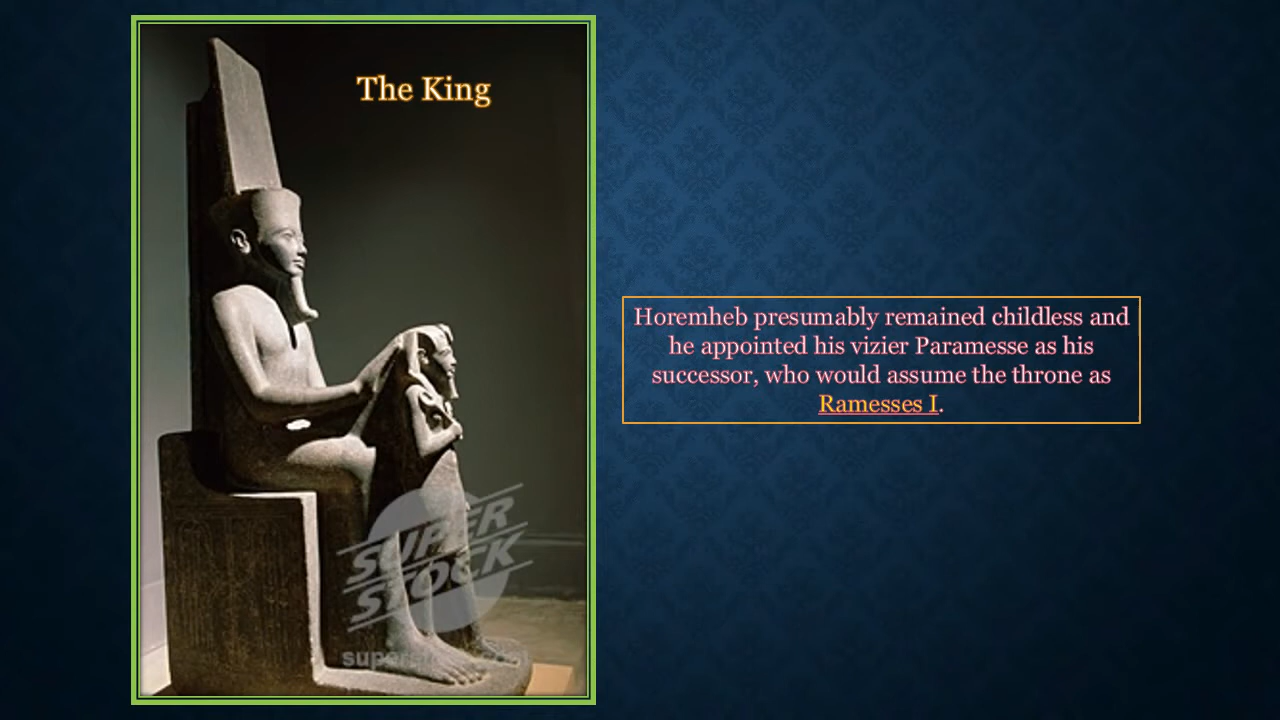 The King
Horemheb presumably remained childless and
he appointed his vizier Paramesse as his
successor, who would assume the throne as
Ramesses I.
SUPER
STOCK